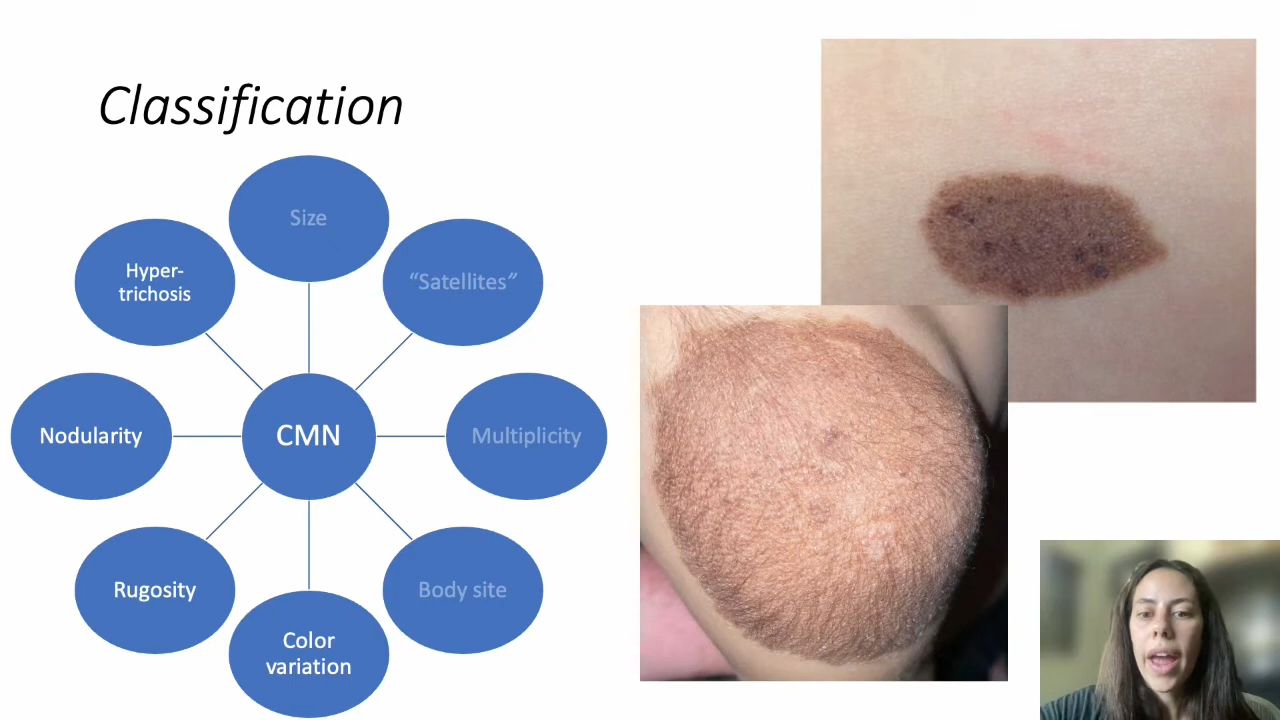 Classification
Size
"Satellites"
Multiplicity
Body site
Color
variation
Rugosity
Nodularity
Hyper-
trichosis
CMN